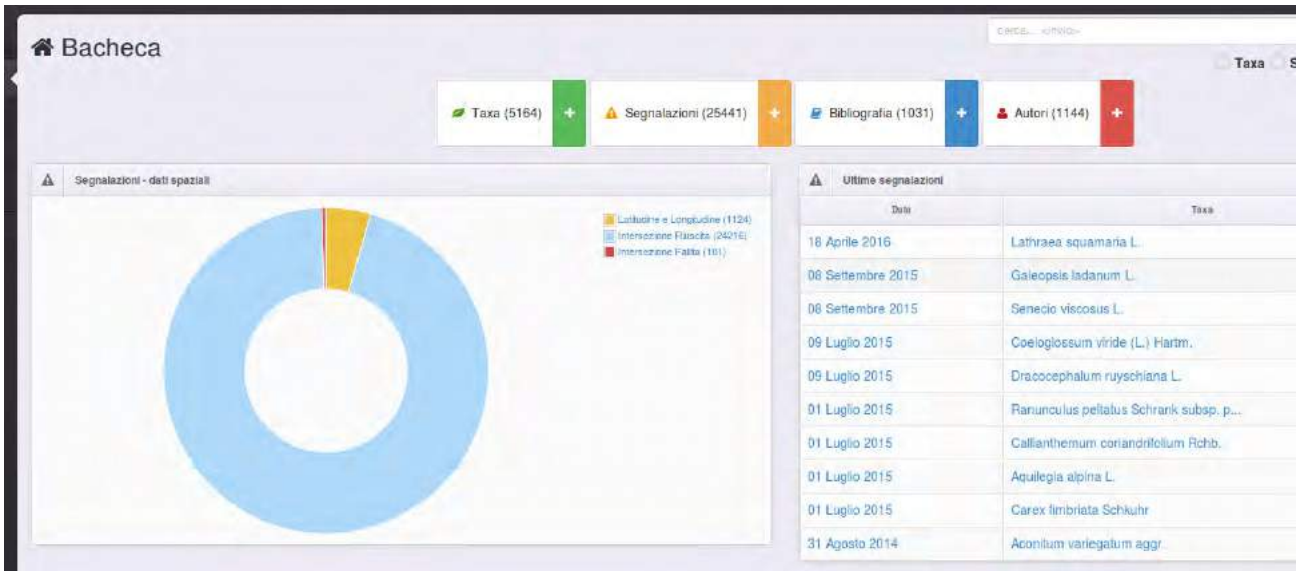 Bacheca
cerca... <invio>
Taxa S
Taxa (5164) +
Segnalazioni (25441) +
Bibliografia (1031) +
Autori (1144) +
Segnalazioni - dati spaziali
Latitudine e Longitudine (1124)
Intersezione Riuscita (24216)
Intersezione Fallita (101)
Ultime segnalazioni
Data Taxa
18 Aprile 2016 Lathraea squamaria L.
08 Settembre 2015 Galeopsis ladanum L.
08 Settembre 2015 Senecio viscosus L.
09 Luglio 2015 Coeloglossum viride (L.) Hartm.
09 Luglio 2015 Dracocephalum ruyschiana L.
01 Luglio 2015 Ranunculus peltatus Schrank subsp. p...
01 Luglio 2015 Callianthemum coriandrifolium Rchb.
01 Luglio 2015 Aquilegia alpina L.
01 Luglio 2015 Carex fimbriata Schkuhr
31 Agosto 2014 Aconitum variegatum aggr.